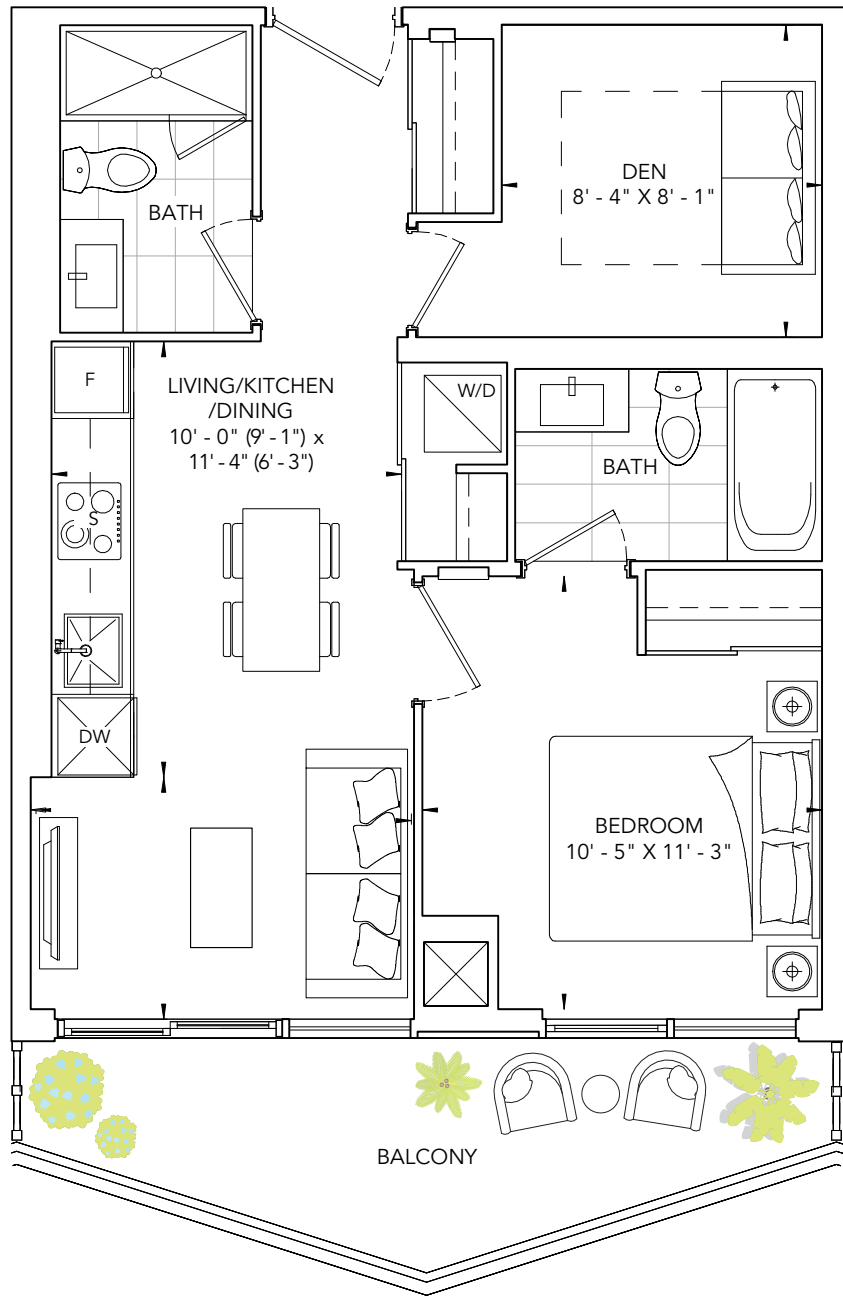 DEN
8' - 4" X 8' - 1"
BATH
F
LIVING/KITCHEN
/DINING
10' - 0" (9' - 1") x
11' - 4" (6' - 3")
W/D
BATH
S
DW
BEDROOM
10' - 5" X 11' - 3"
BALCONY